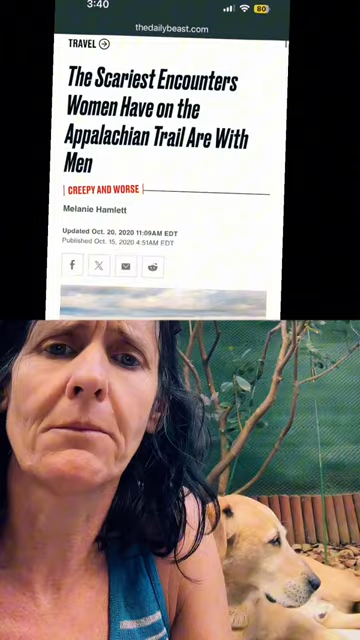 3:40
80
thedailybeast.com
TRAVEL
The Scariest Encounters
Women Have on the
Appalachian Trail Are With
Men
CREEPY AND WORSE
Melanie Hamlett
Updated Oct. 20, 2020 11:09AM EDT
Published Oct. 15, 2020 4:51AM EDT